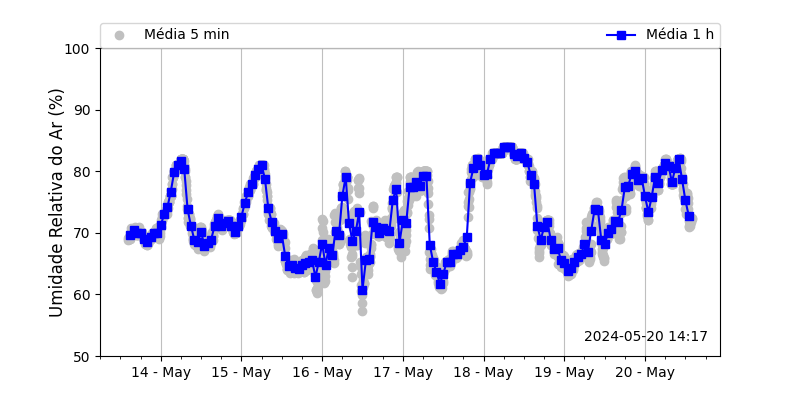 Média 5 min
Média 1 h
Umidade Relativa do Ar (%)
100
90
80
70
60
50
2024-05-20 14:17
14 - May
15 - May
16 - May
17 - May
18 - May
19 - May
20 - May